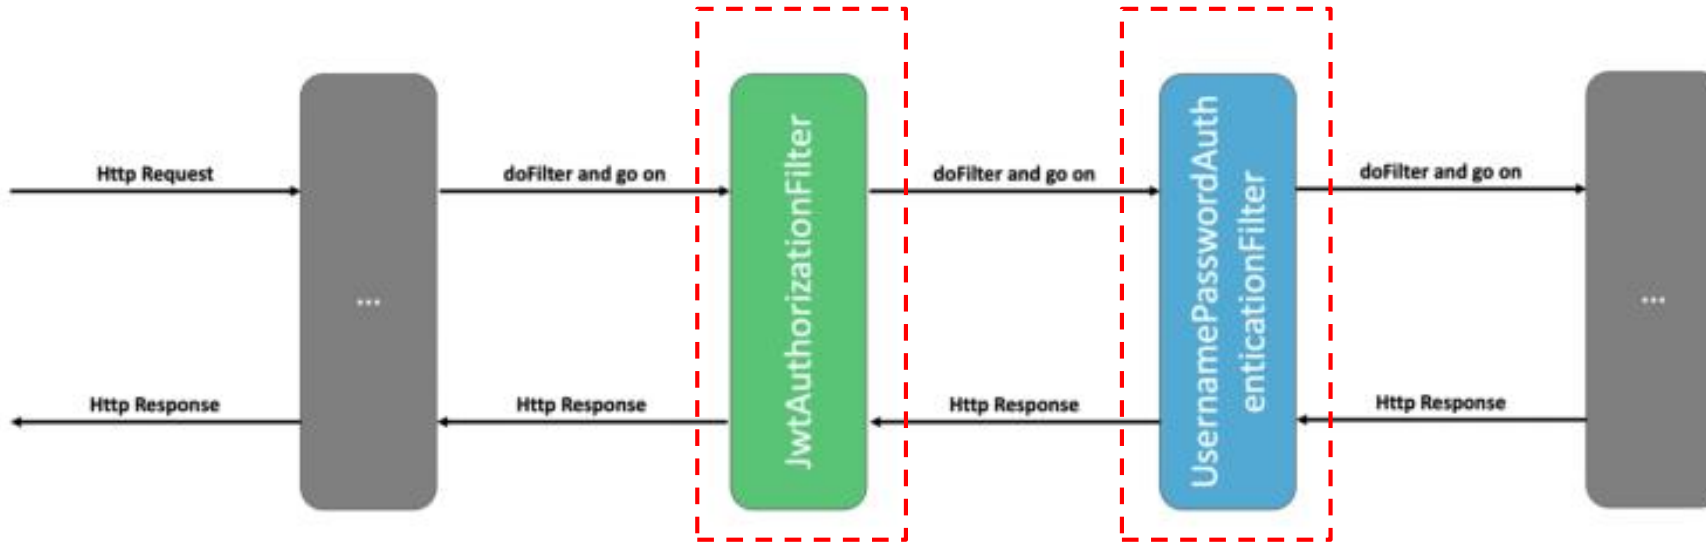 Http Request
doFilter and go on
doFilter and go on
doFilter and go on
...
JwtAuthorizationFilter
UsernamePasswordAuth
enticationFilter
...
Http Response
Http Response
Http Response
Http Response